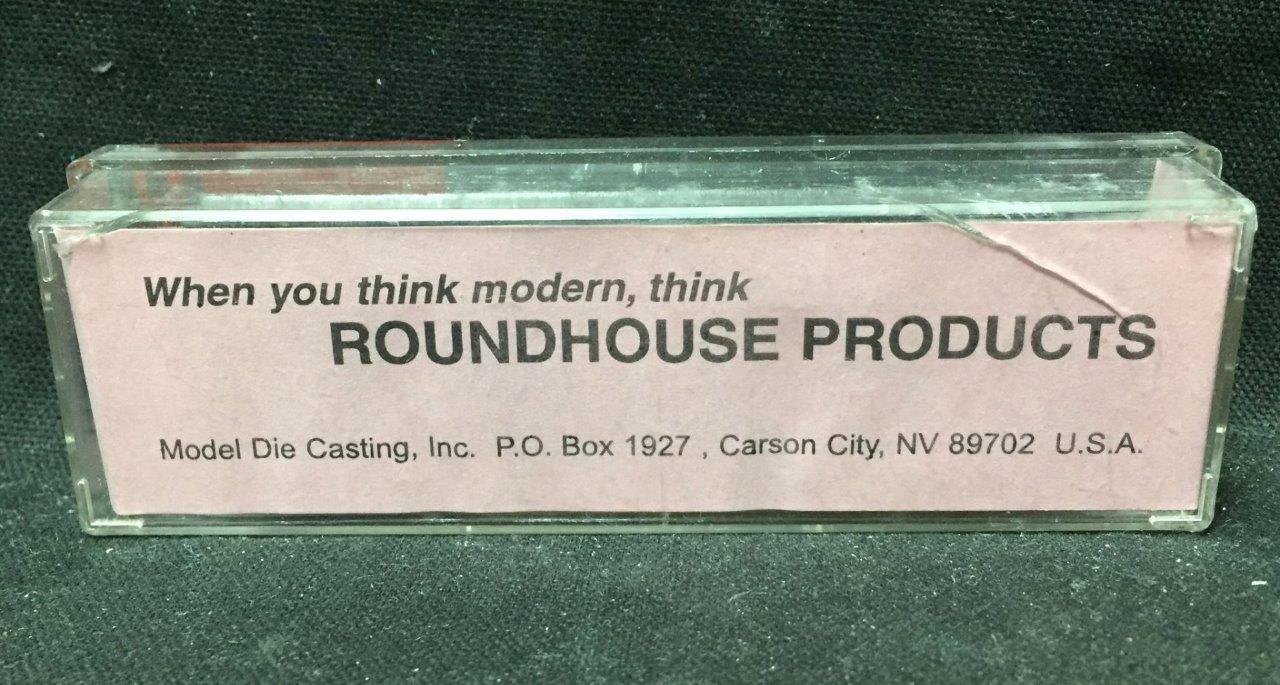 When you think modern, think
ROUNDHOUSE PRODUCTS
Model Die Casting, Inc. P.O. Box 1927 , Carson City, NV 89702 U.S.A.